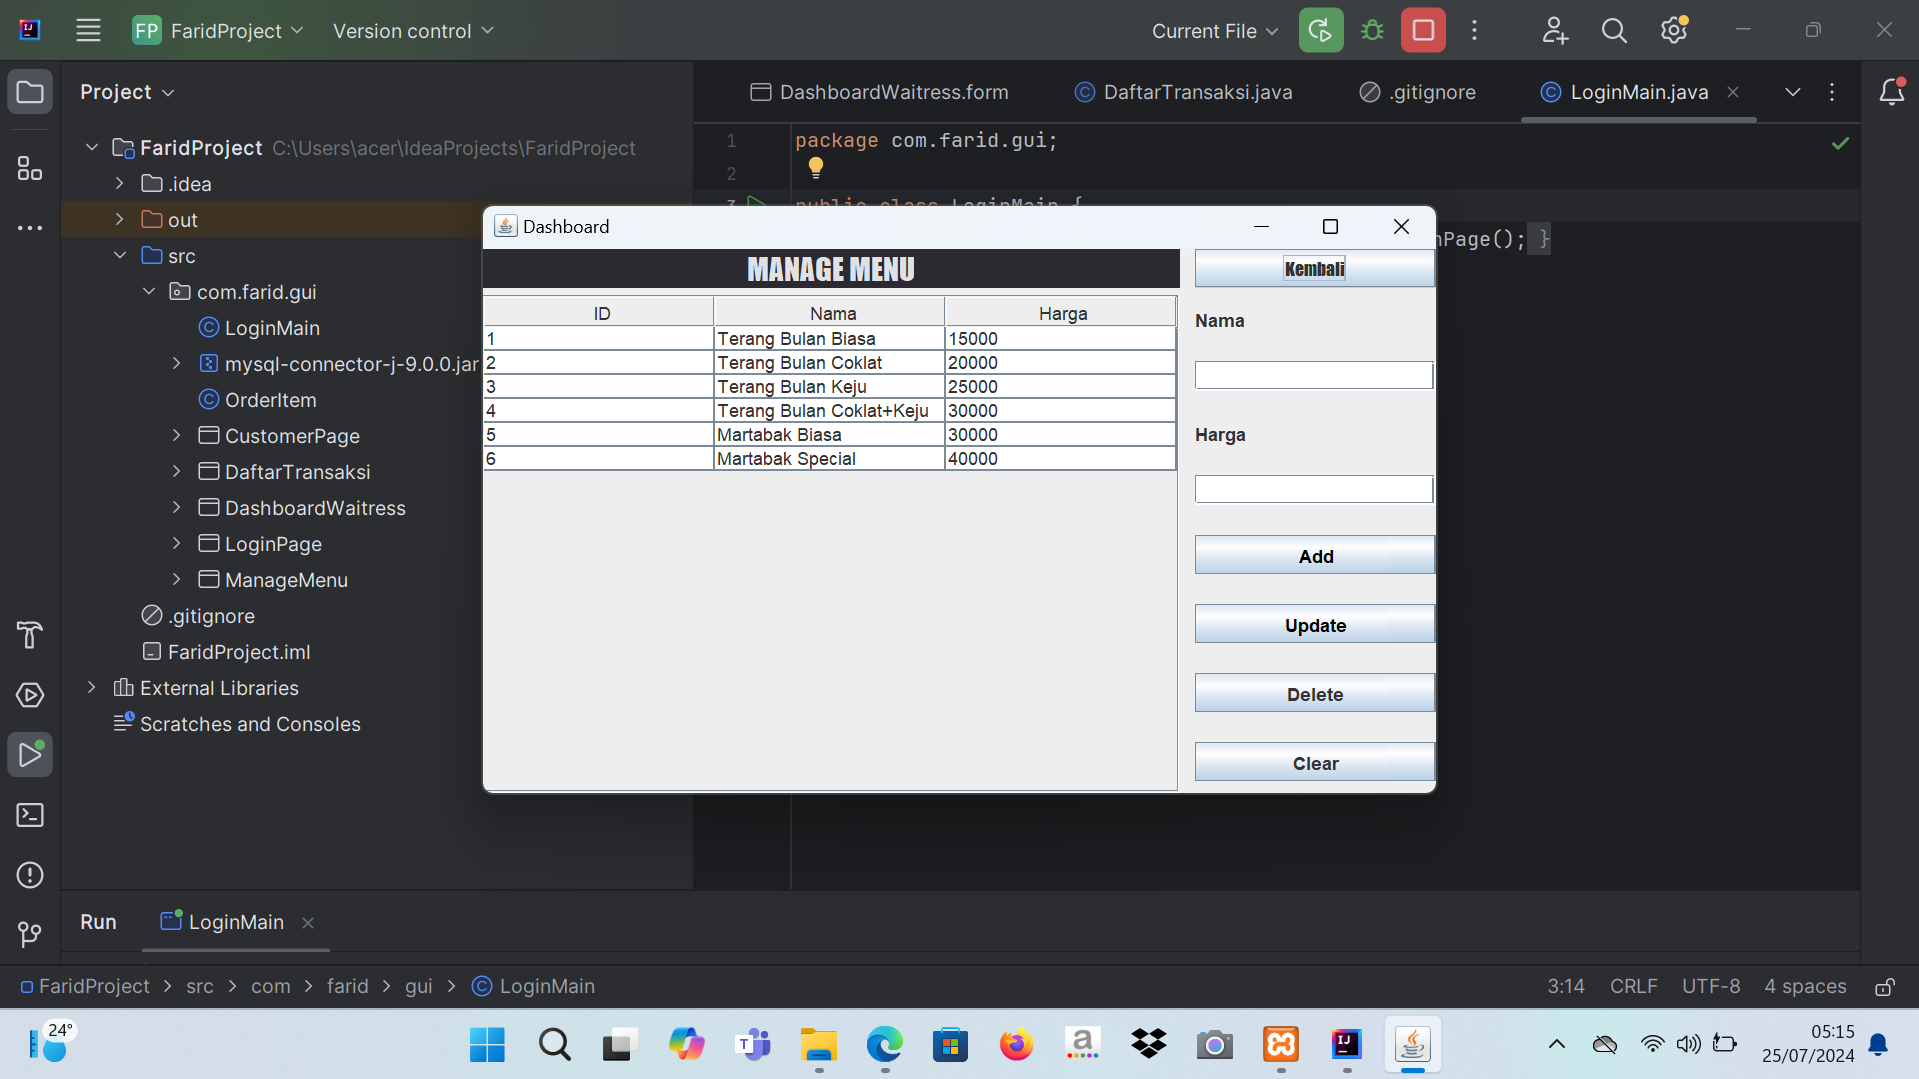 FP FaridProject Version control Current File
Project
DashboardWaitress.form DaftarTransaksi.java .gitignore LoginMain.java
FaridProject C:\Users\acer\IdeaProjects\FaridProject
.idea
out
src
com.farid.gui
LoginMain
mysql-connector-j-9.0.0.jar
OrderItem
CustomerPage
DaftarTransaksi
DashboardWaitress
LoginPage
ManageMenu
.gitignore
FaridProject.iml
External Libraries
Scratches and Consoles
1 package com.farid.gui;
2
3 public class LoginMain {
nPage(); }
Dashboard
MANAGE MENU
Kembali
ID Nama Harga
1 Terang Bulan Biasa 15000
2 Terang Bulan Coklat 20000
3 Terang Bulan Keju 25000
4 Terang Bulan Coklat+Keju 30000
5 Martabak Biasa 30000
6 Martabak Special 40000
Nama
Harga
Add
Update
Delete
Clear
Run LoginMain
FaridProject > src > com > farid > gui > LoginMain
3:14 CRLF UTF-8 4 spaces
24°
05:15
25/07/2024